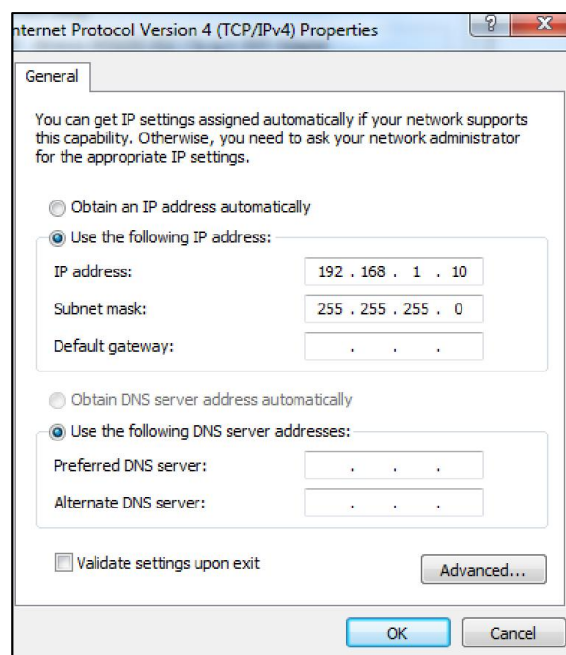 nternet Protocol Version 4 (TCP/IPv4) Properties
General
You can get IP settings assigned automatically if your network supports
this capability. Otherwise, you need to ask your network administrator
for the appropriate IP settings.
Obtain an IP address automatically
Use the following IP address:
IP address: 192 . 168 . 1 . 10
Subnet mask: 255 . 255 . 255 . 0
Default gateway: . . .
Obtain DNS server address automatically
Use the following DNS server addresses:
Preferred DNS server: . . .
Alternate DNS server: . . .
Validate settings upon exit
Advanced...
OK Cancel